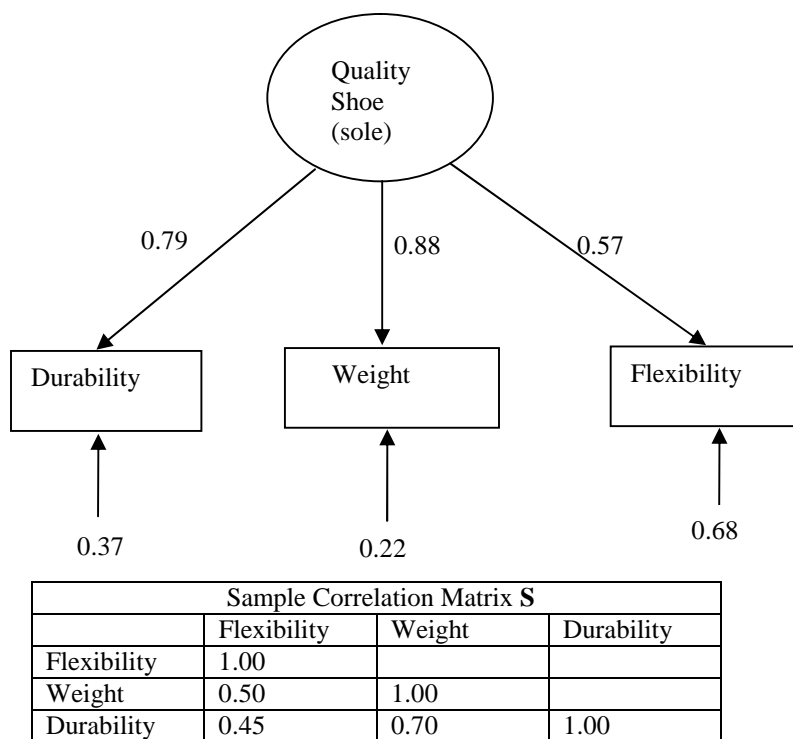 Quality
Shoe
(sole)
0.79
0.88
0.57
Durability
Weight
Flexibility
0.37
0.22
0.68
Sample Correlation Matrix S
Flexibility Weight Durability
Flexibility 1.00
Weight 0.50 1.00
Durability 0.45 0.70 1.00